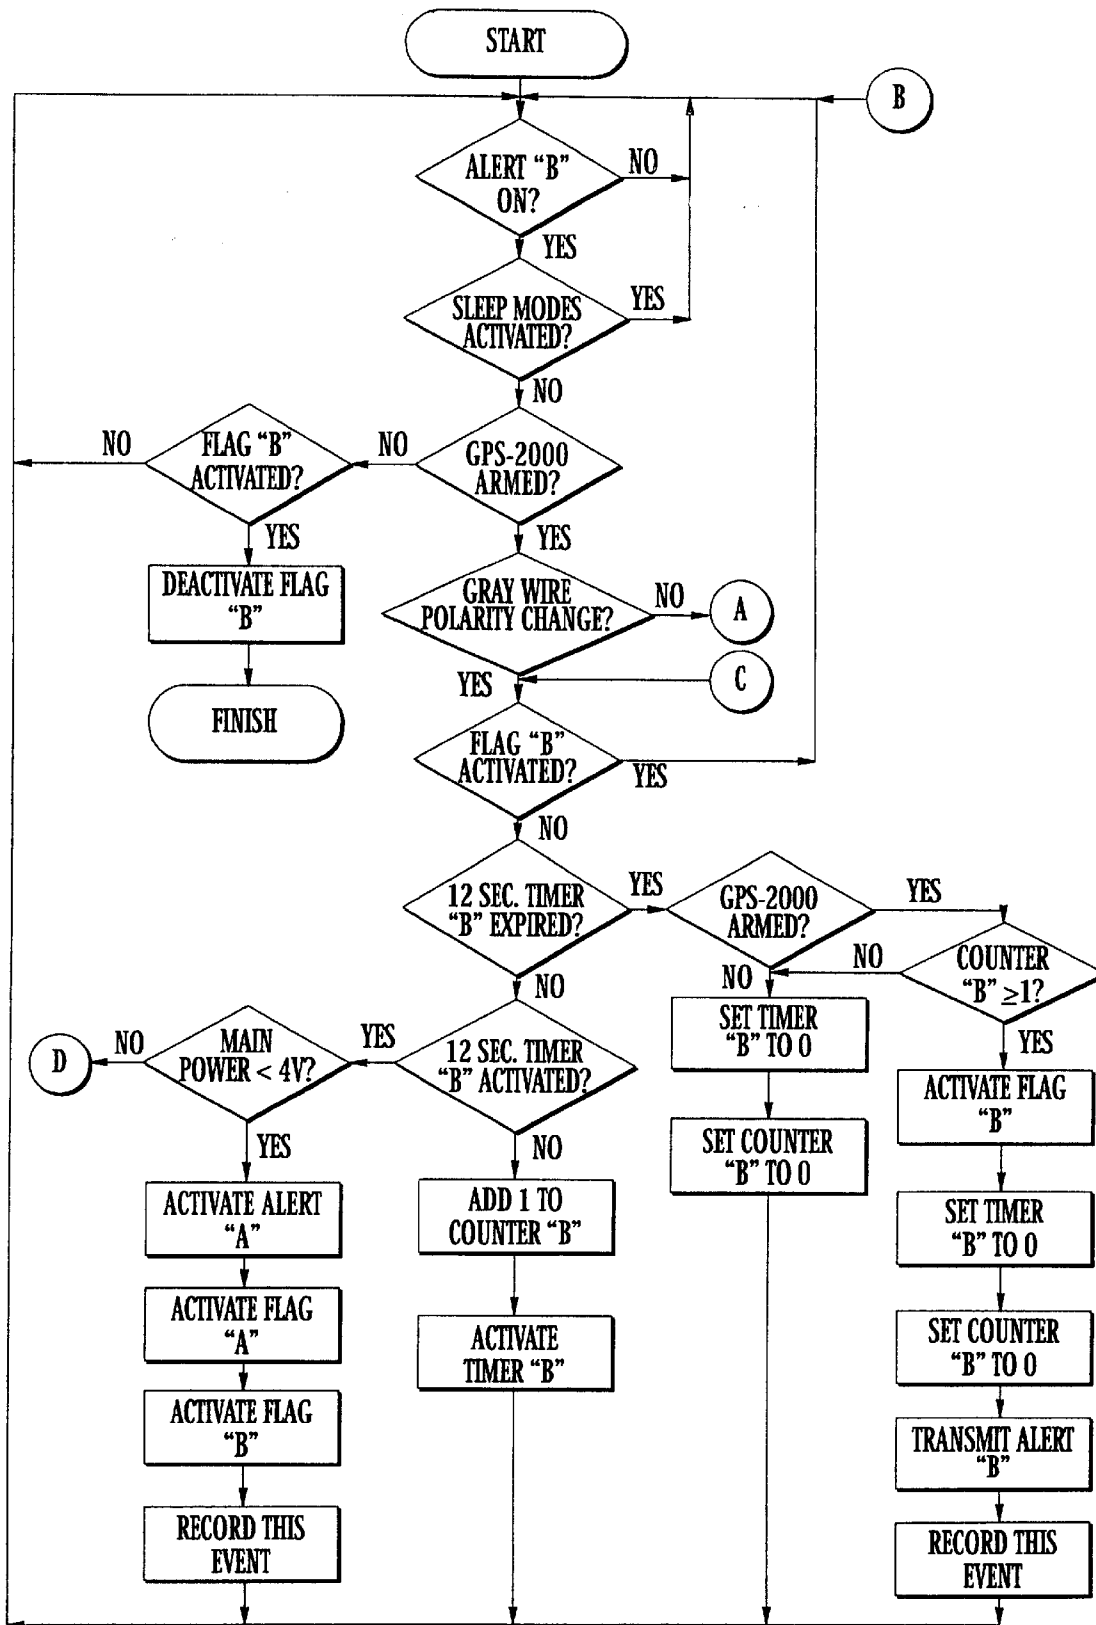 START
B
ALERT "B"
ON?
NO
YES
SLEEP MODES
ACTIVATED?
YES
NO
GPS-2000
ARMED?
NO
FLAG "B"
ACTIVATED?
NO
YES
DEACTIVATE FLAG
"B"
FINISH
YES
GRAY WIRE
POLARITY CHANGE?
NO
A
YES
C
FLAG "B"
ACTIVATED?
YES
NO
12 SEC. TIMER
"B" EXPIRED?
YES
GPS-2000
ARMED?
YES
NO
COUNTER
"B" ≥1?
NO
YES
NO
12 SEC. TIMER
"B" ACTIVATED?
YES
MAIN
POWER < 4V?
NO
D
YES
ACTIVATE ALERT
"A"
ACTIVATE FLAG
"A"
ACTIVATE FLAG
"B"
RECORD THIS
EVENT
NO
ADD 1 TO
COUNTER "B"
ACTIVATE
TIMER "B"
SET TIMER
"B" TO 0
SET COUNTER
"B" TO 0
ACTIVATE FLAG
"B"
SET TIMER
"B" TO 0
SET COUNTER
"B" TO 0
TRANSMIT ALERT
"B"
RECORD THIS
EVENT